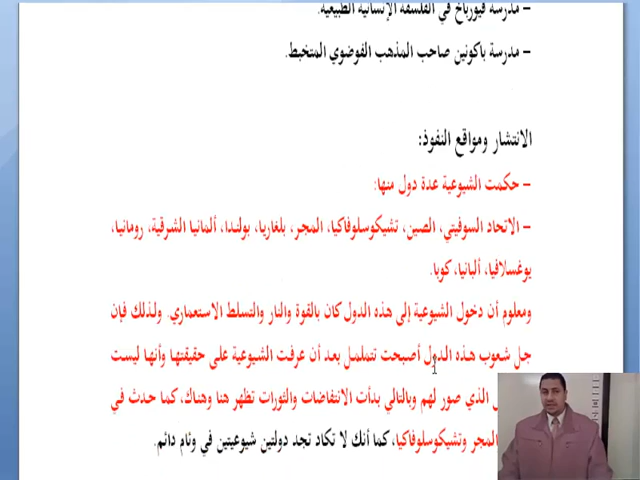 – مدرسة فيورباخ في الفلسفة الإنسانية الطبيعية.
– مدرسة باكونين صاحب المذهب الفوضوي المتخبط.
الانتشار ومواقع النفوذ:
– حكمت الشيوعية عدة دول منها:
– الاتحاد السوفيتي، الصين، تشيكوسلوفاكيا، المجر، بلغاريا، بولندا، ألمانيا الشرقية، رومانيا،
يوغسلافيا، ألبانيا، كوبا.
ومعلوم أن دخول الشيوعية إلى هذه الدول كان بالقوة والنار والتسلط الاستعماري. ولذلك فإن
جل شعوب هذه الدول أصبحت تتململ بعد أن عرفت الشيوعية على حقيقتها وأنها ليست
الذي صور لهم وبالتالي بدأت الانتفاضات والثورات تظهر هنا وهناك، كما حدث في
المجر وتشيكوسلوفاكيا، كما أنك لا تكاد تجد دولتين شيوعيتين في وئام دائم.